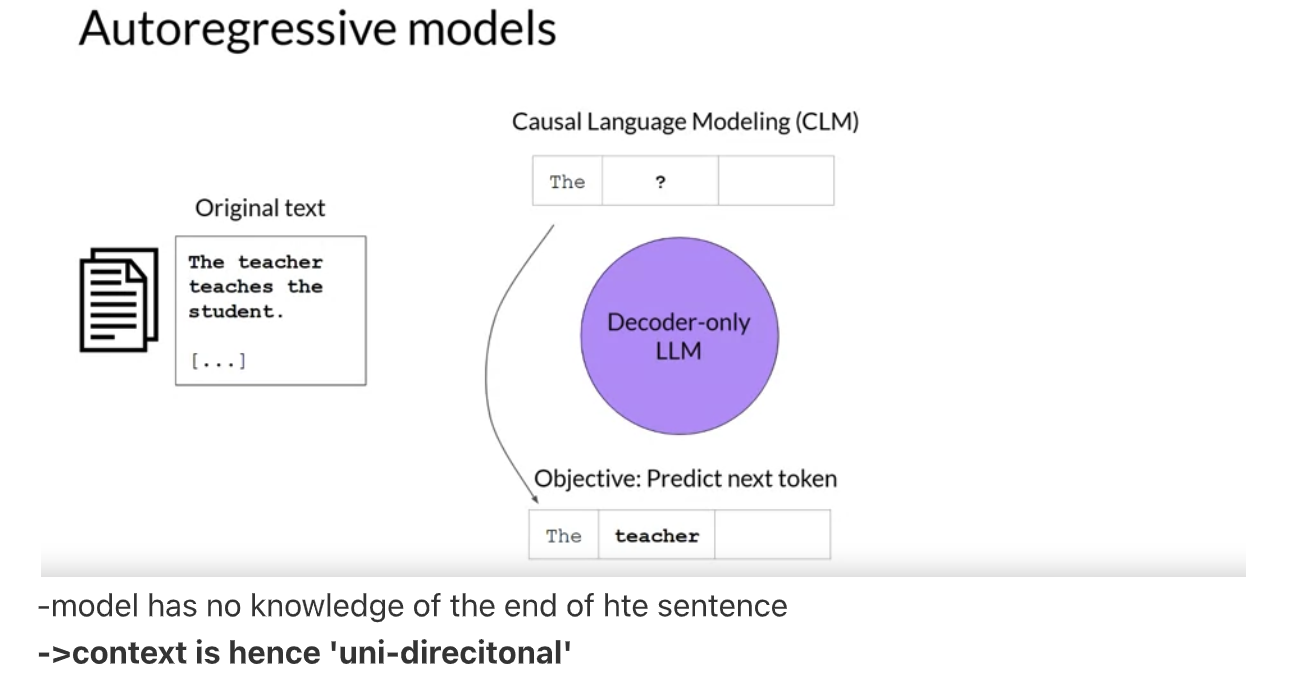 Autoregressive models
Causal Language Modeling (CLM)
The ?
Original text
The teacher
teaches the
student.
[...]
Decoder-only
LLM
Objective: Predict next token
The teacher
-model has no knowledge of the end of hte sentence
->context is hence 'uni-direcitonal'